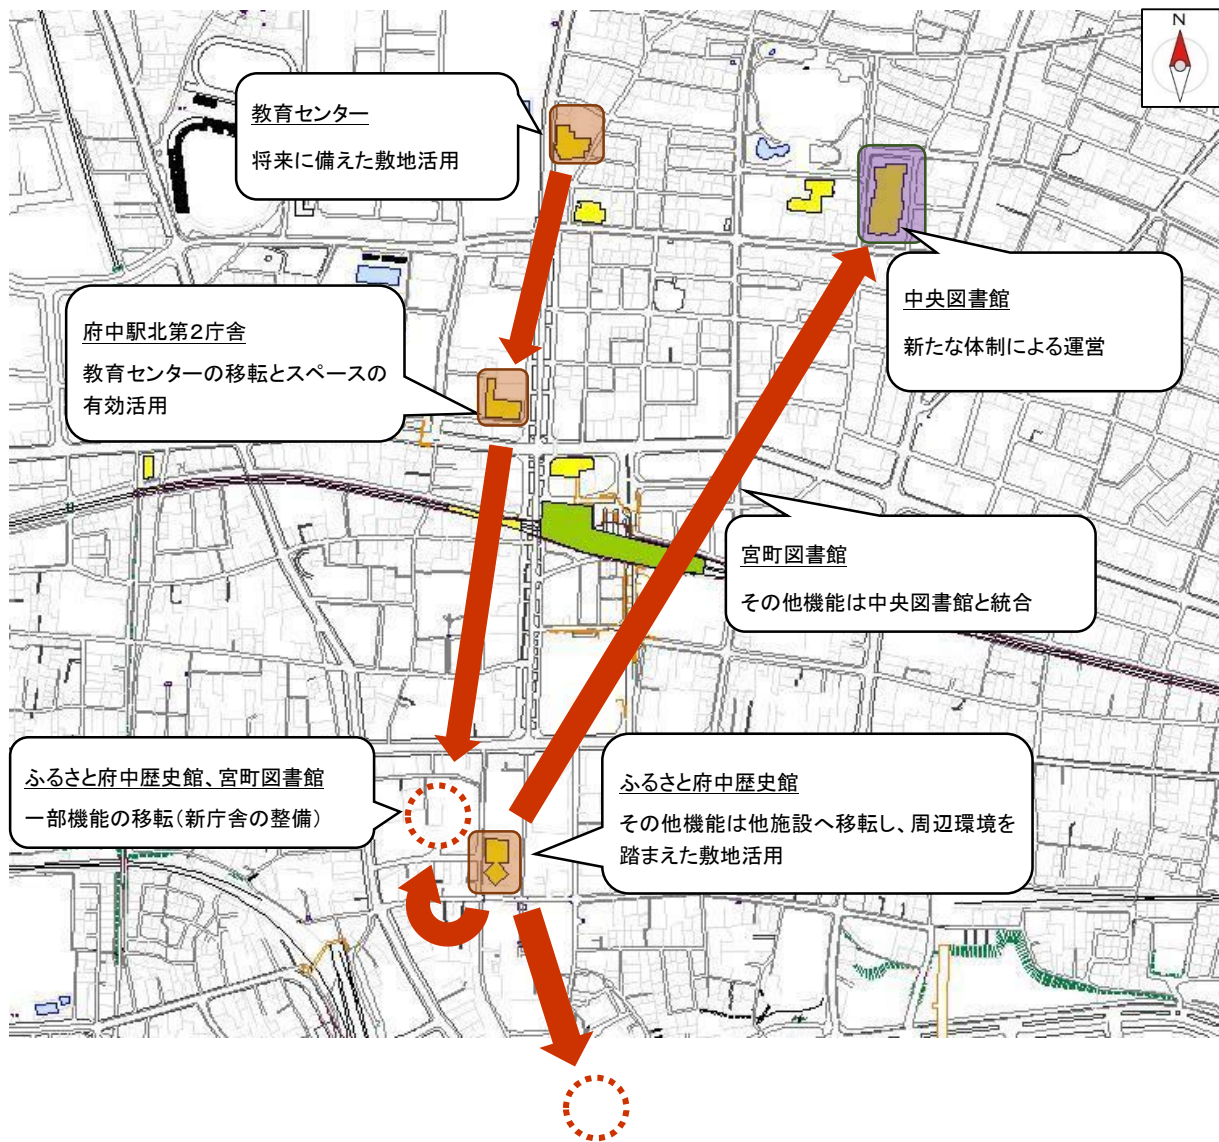 N
教育センター
将来に備えた敷地活用
中央図書館
新たな体制による運営
府中駅北第2庁舎
教育センターの移転とスペースの
有効活用
宮町図書館
その他機能は中央図書館と統合
ふるさと府中歴史館、宮町図書館
一部機能の移転(新庁舎の整備)
ふるさと府中歴史館
その他機能は他施設へ移転し、周辺環境を
踏まえた敷地活用